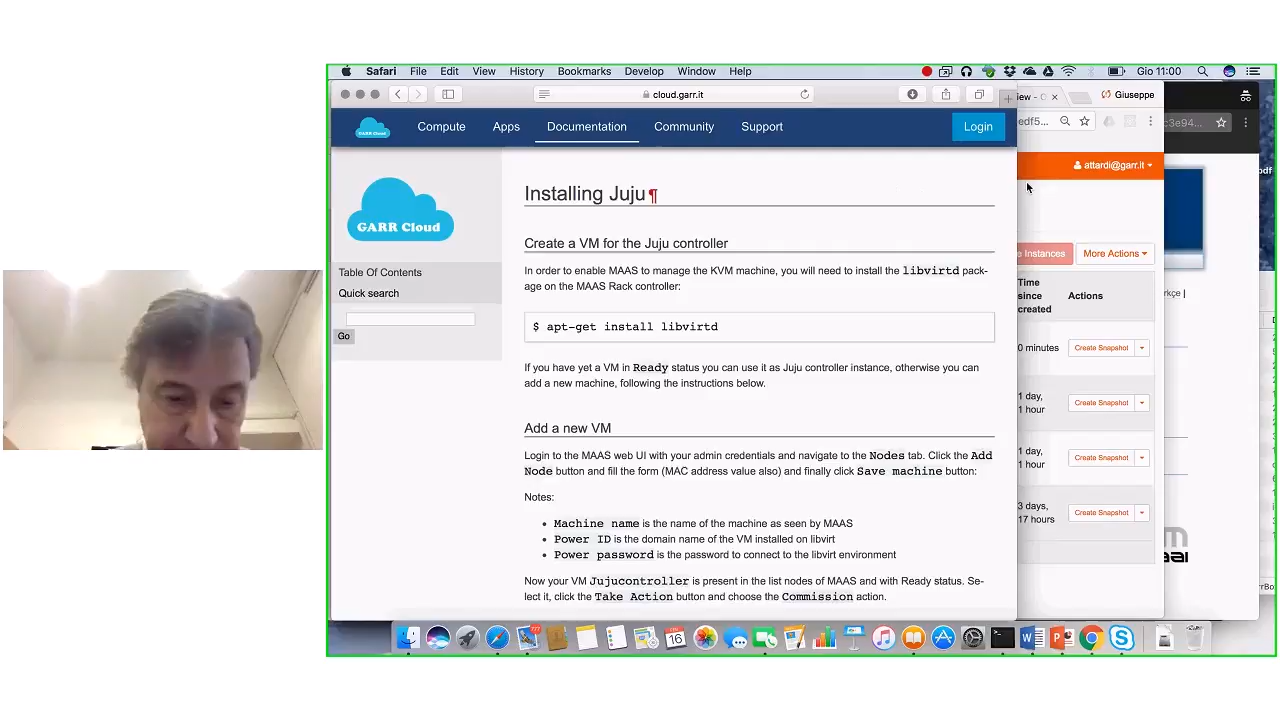 Safari File Edit View History Bookmarks Develop Window Help Gio 11:00
cloud.garr.it
iew - Giuseppe
edf5... c3e94...
GARR Cloud Compute Apps Documentation Community Support Login
attardi@garr.it
GARR Cloud
Table Of Contents
Quick search
Go
Installing Juju¶
Create a VM for the Juju controller
In order to enable MAAS to manage the KVM machine, you will need to install the libvirtd pack-
age on the MAAS Rack controller:
$ apt-get install libvirtd
If you have yet a VM in Ready status you can use it as Juju controller instance, otherwise you can
add a new machine, following the instructions below.
Add a new VM
Login to the MAAS web UI with your admin credentials and navigate to the Nodes tab. Click the Add
Node button and fill the form (MAC address value also) and finally click Save machine button:
Notes:
• Machine name is the name of the machine as seen by MAAS
• Power ID is the domain name of the VM installed on libvirt
• Power password is the password to connect to the libvirt environment
Now your VM Jujucontroller is present in the list nodes of MAAS and with Ready status. Se-
lect it, click the Take Action button and choose the Commission action.
e Instances More Actions
Time
since
created
Actions
0 minutes Create Snapshot
1 day,
1 hour
Create Snapshot
1 day,
1 hour
Create Snapshot
3 days,
17 hours
Create Snapshot
pdf
rkçe |
aai
rrBo
777
16